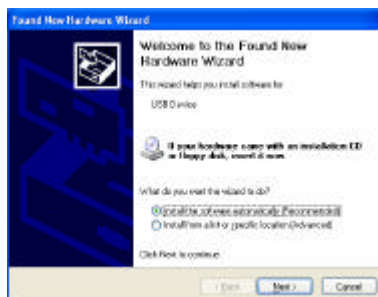 Found New Hardware Wizard
Welcome to the Found New
Hardware Wizard
This wizard helps you install software for:
USB Device
If your hardware came with an installation CD
or floppy disk, insert it now.
What do you want the wizard to do?
Install the software automatically (Recommended)
Install from a list or specific location (Advanced)
Click Next to continue.
< Back
Next >
Cancel